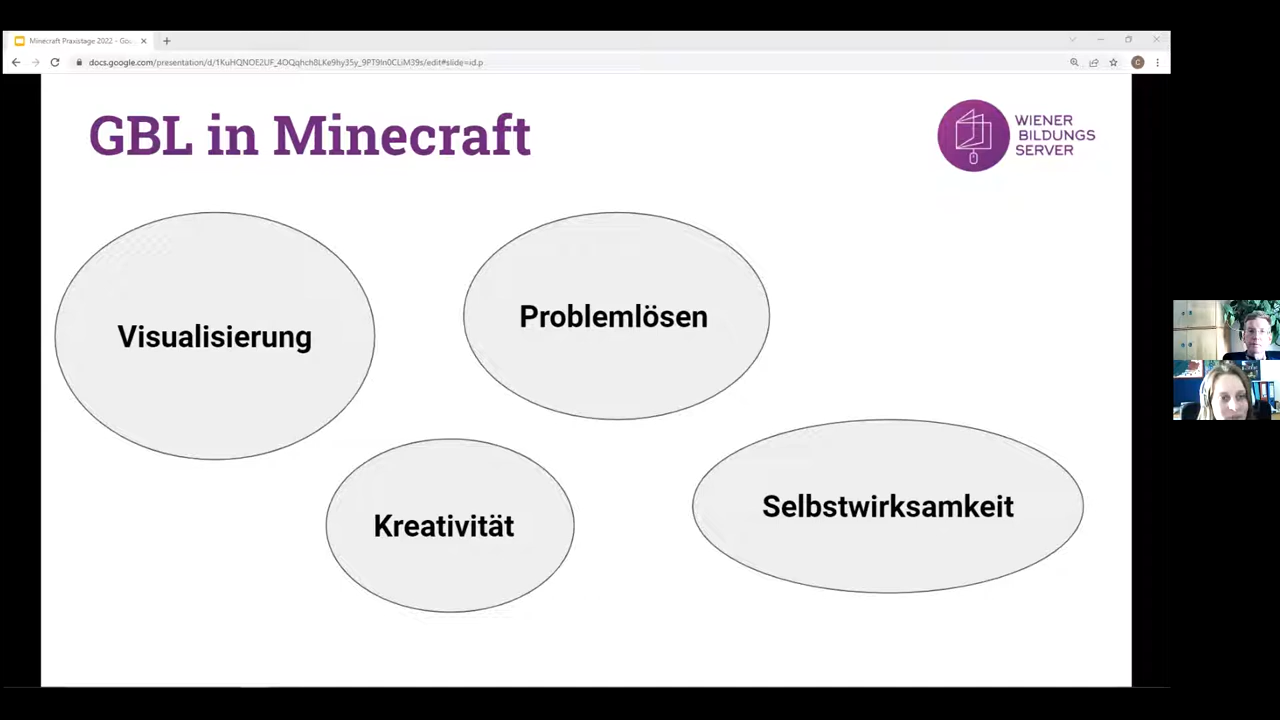 Minecraft Praxistage 2022 - Goo
docs.google.com/presentation/d/1KuHQNOE2UF_4OQqhch8LKe9hy35y_9PT9In0CLiM39s/edit#slide=id.p
GBL in Minecraft
WIENER
BILDUNGS
SERVER
Visualisierung
Problemlösen
Kreativität
Selbstwirksamkeit